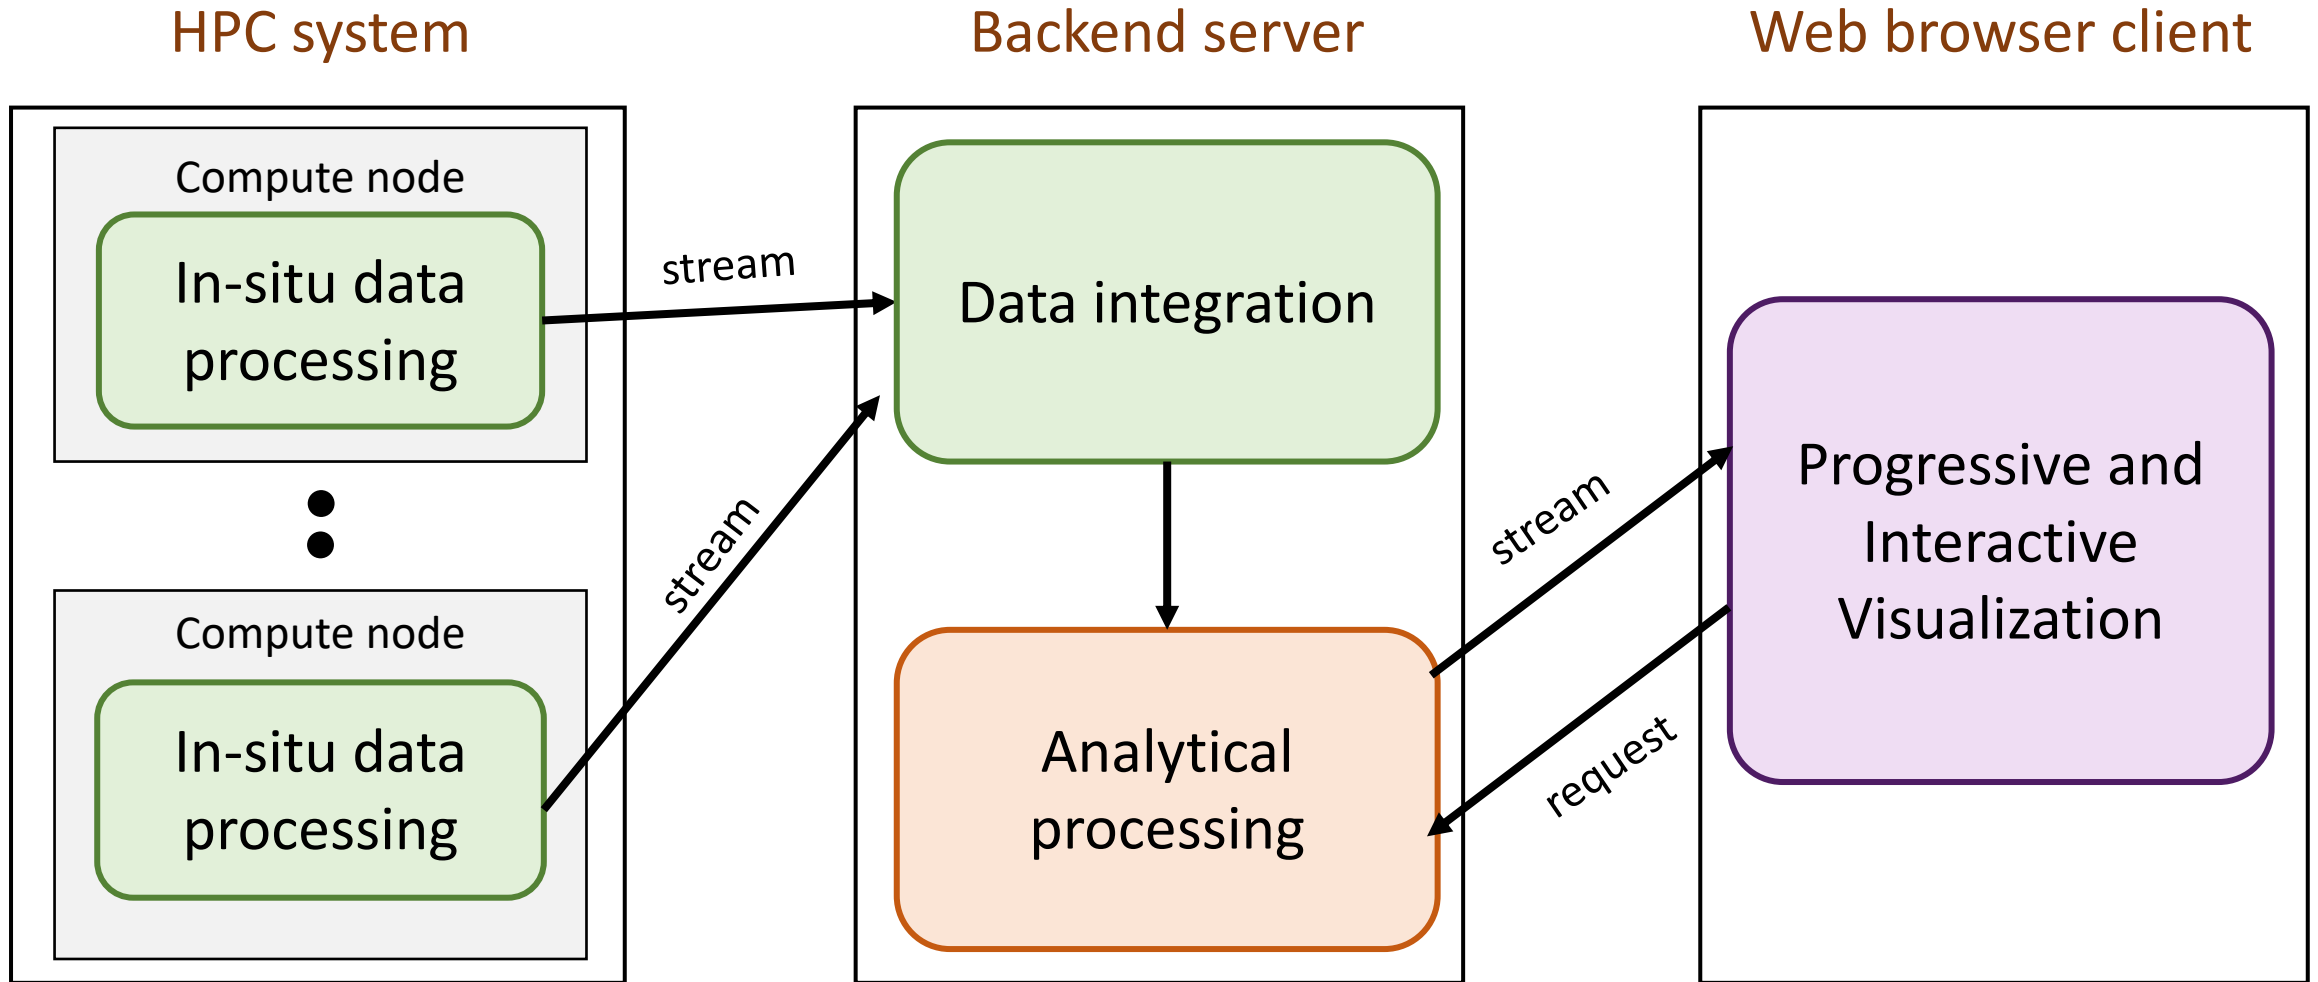 HPC system
Backend server
Web browser client
Compute node
In-situ data
processing
stream
Data integration
Compute node
In-situ data
processing
stream
Analytical
processing
stream
request
Progressive and
Interactive
Visualization